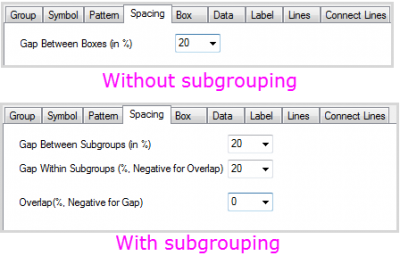 Group Symbol Pattern Spacing Box Data Label Lines Connect Lines
Gap Between Boxes (in %) 20
Without subgrouping
Group Symbol Pattern Spacing Box Data Label Lines Connect Lines
Gap Between Subgroups (in %) 20
Gap Within Subgroups (%, Negative for Overlap) 20
Overlap(%, Negative for Gap) 0
With subgrouping